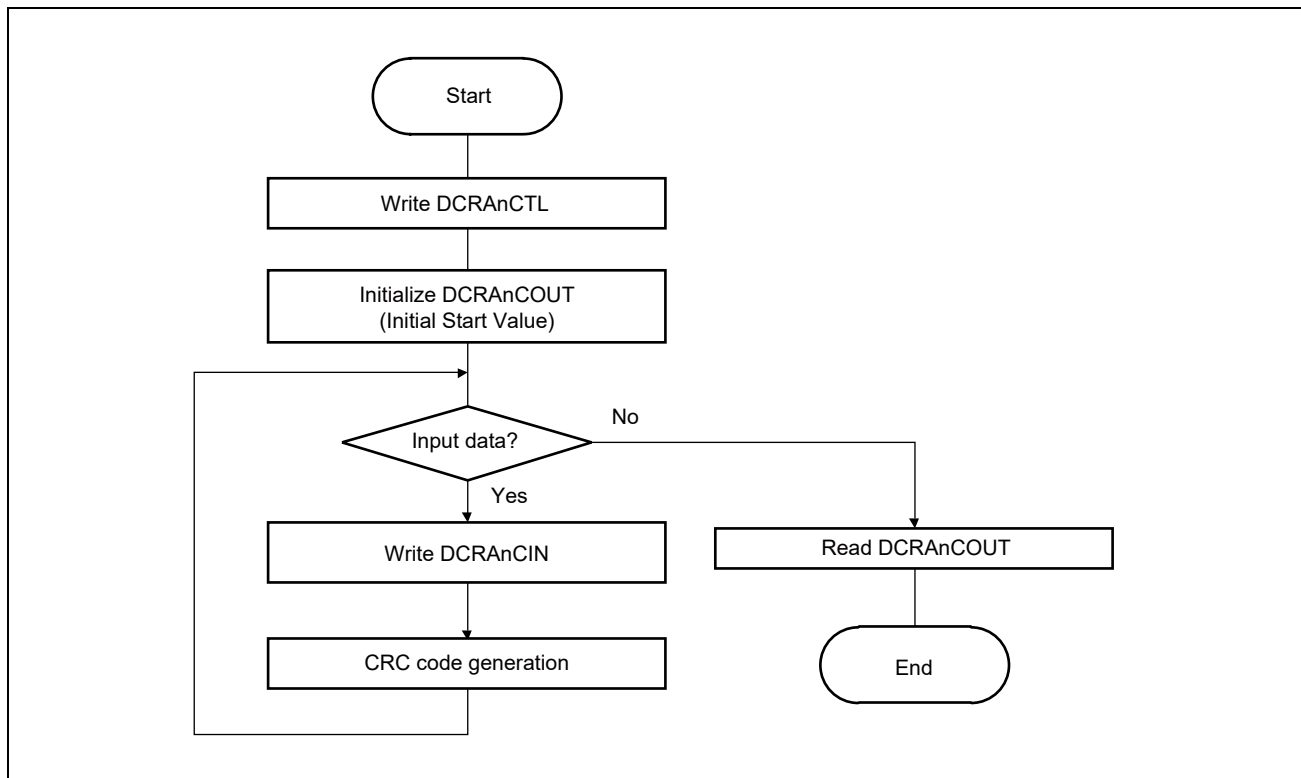 Start
Write DCRAnCTL
Initialize DCRAnCOUT
(Initial Start Value)
Input data?
No
Yes
Write DCRAnCIN
Read DCRAnCOUT
CRC code generation
End